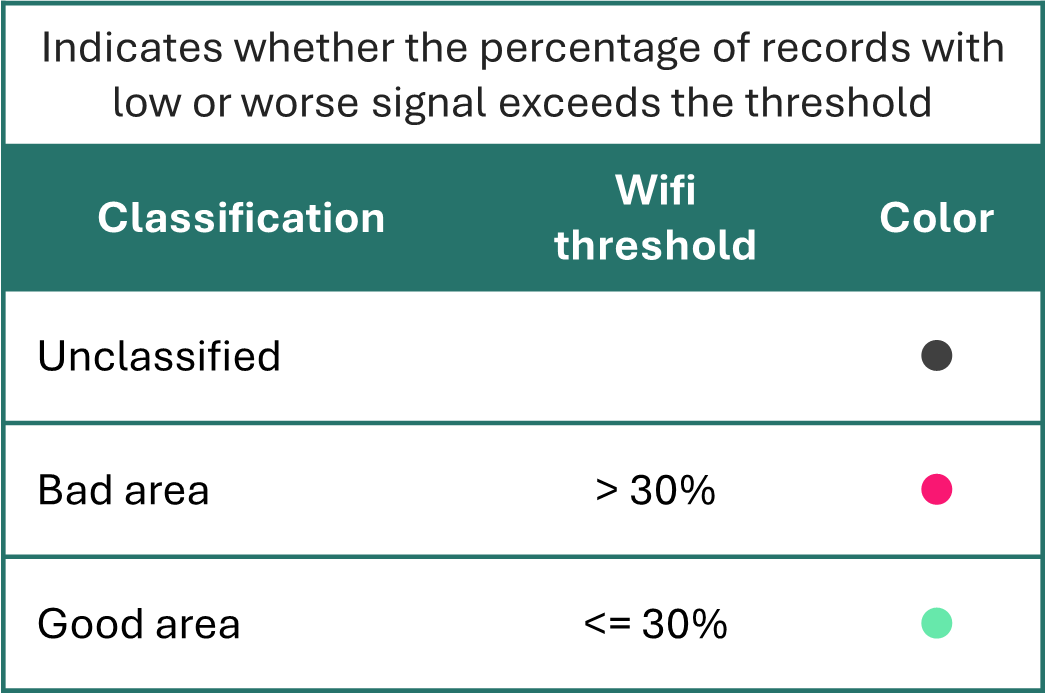 Indicates whether the percentage of records with
low or worse signal exceeds the threshold
Classification
Wifi
threshold
Color
Unclassified
Bad area
> 30%
Good area
<= 30%